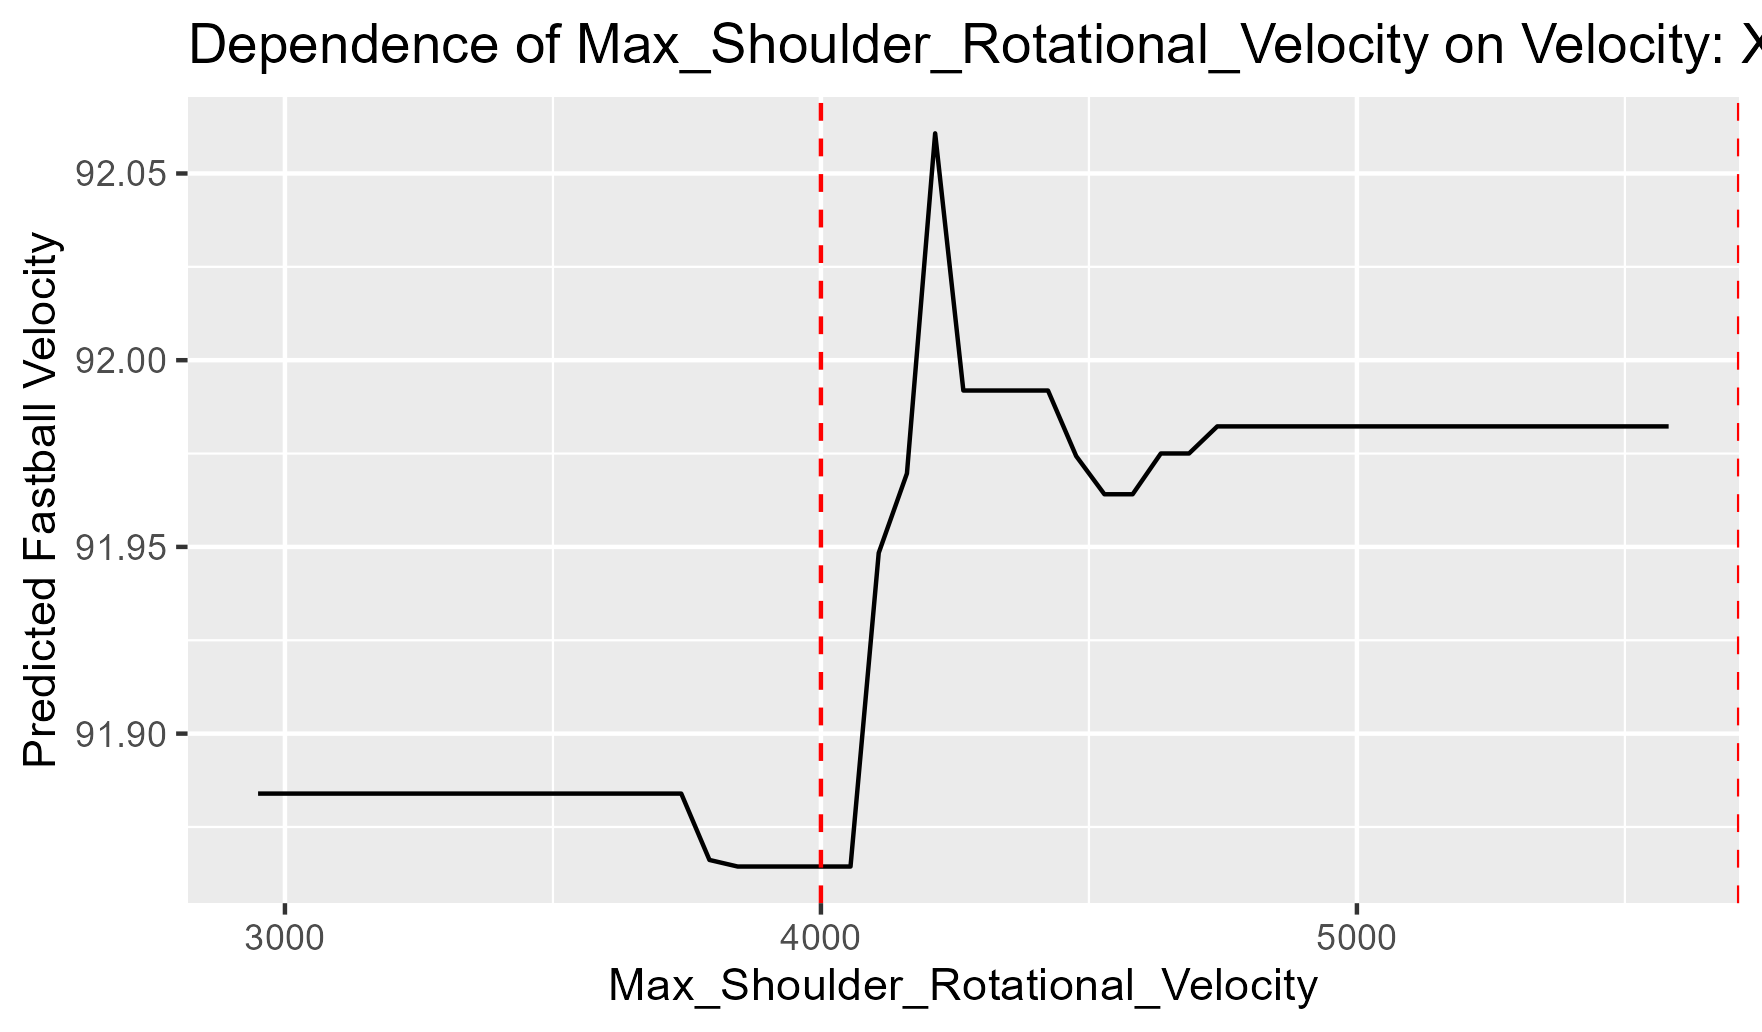 Dependence of Max_Shoulder_Rotational_Velocity on Velocity: X
92.05
92.00
91.95
91.90
Predicted Fastball Velocity
3000 4000 5000
Max_Shoulder_Rotational_Velocity